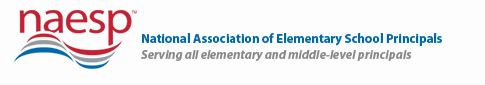 naesp™
National Association of Elementary School Principals
Serving all elementary and middle-level principals